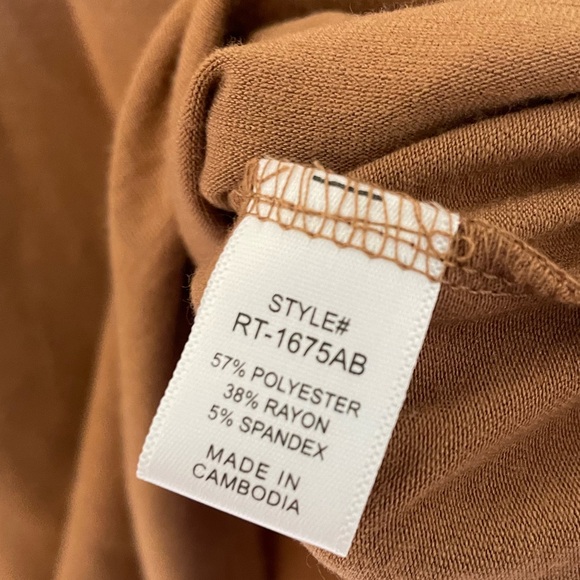 STYLE#
RT-1675AB
57% POLYESTER
38% RAYON
5% SPANDEX
MADE IN
CAMBODIA